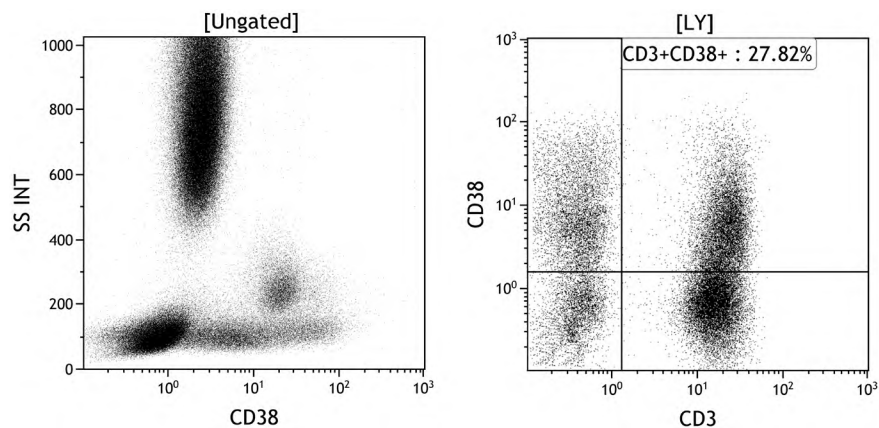 [Ungated]
1000
800
600
400
200
0
SS INT
10⁰
10¹
10²
10³
CD38
[LY]
CD3+CD38+ : 27.82%
10³
10²
10¹
10⁰
CD38
10⁰
10¹
10²
10³
CD3